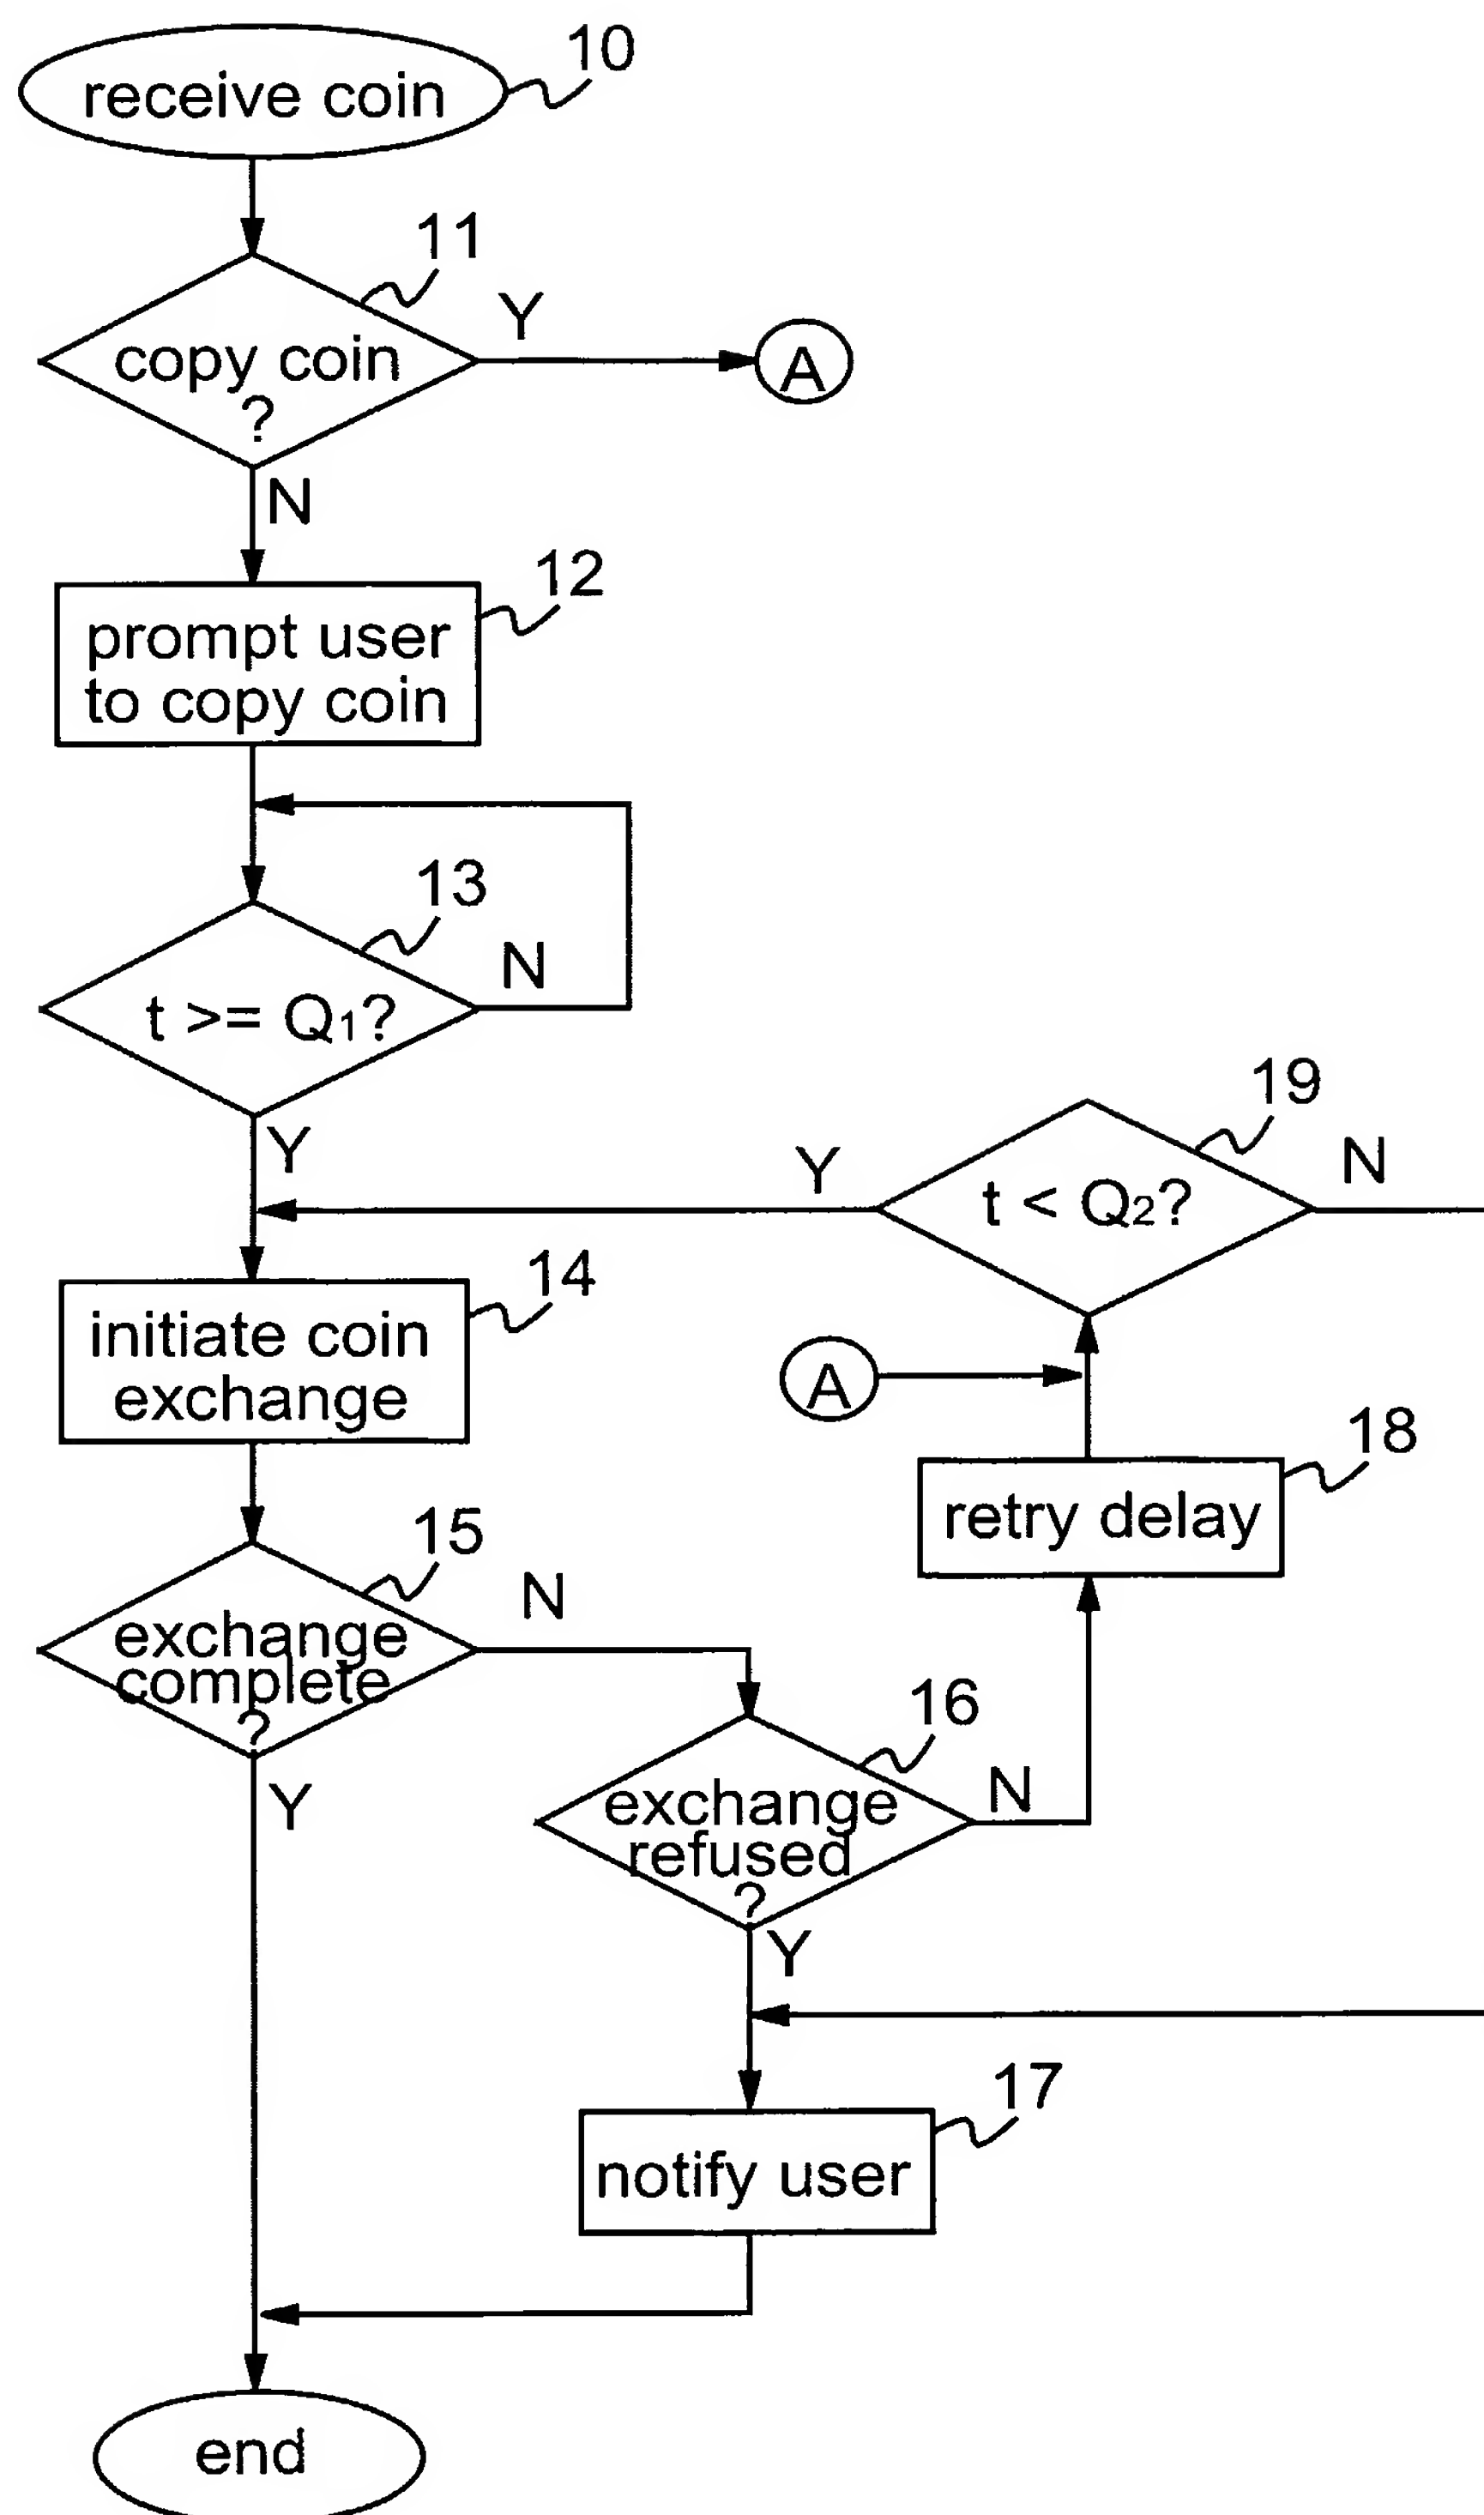 receive coin
10
11
copy coin
?
Y
A
N
12
prompt user
to copy coin
13
t >= Q1?
N
Y
19
t < Q2?
Y
N
14
initiate coin
exchange
A
18
retry delay
15
exchange
complete
?
N
Y
16
exchange
refused
?
N
Y
17
notify user
end